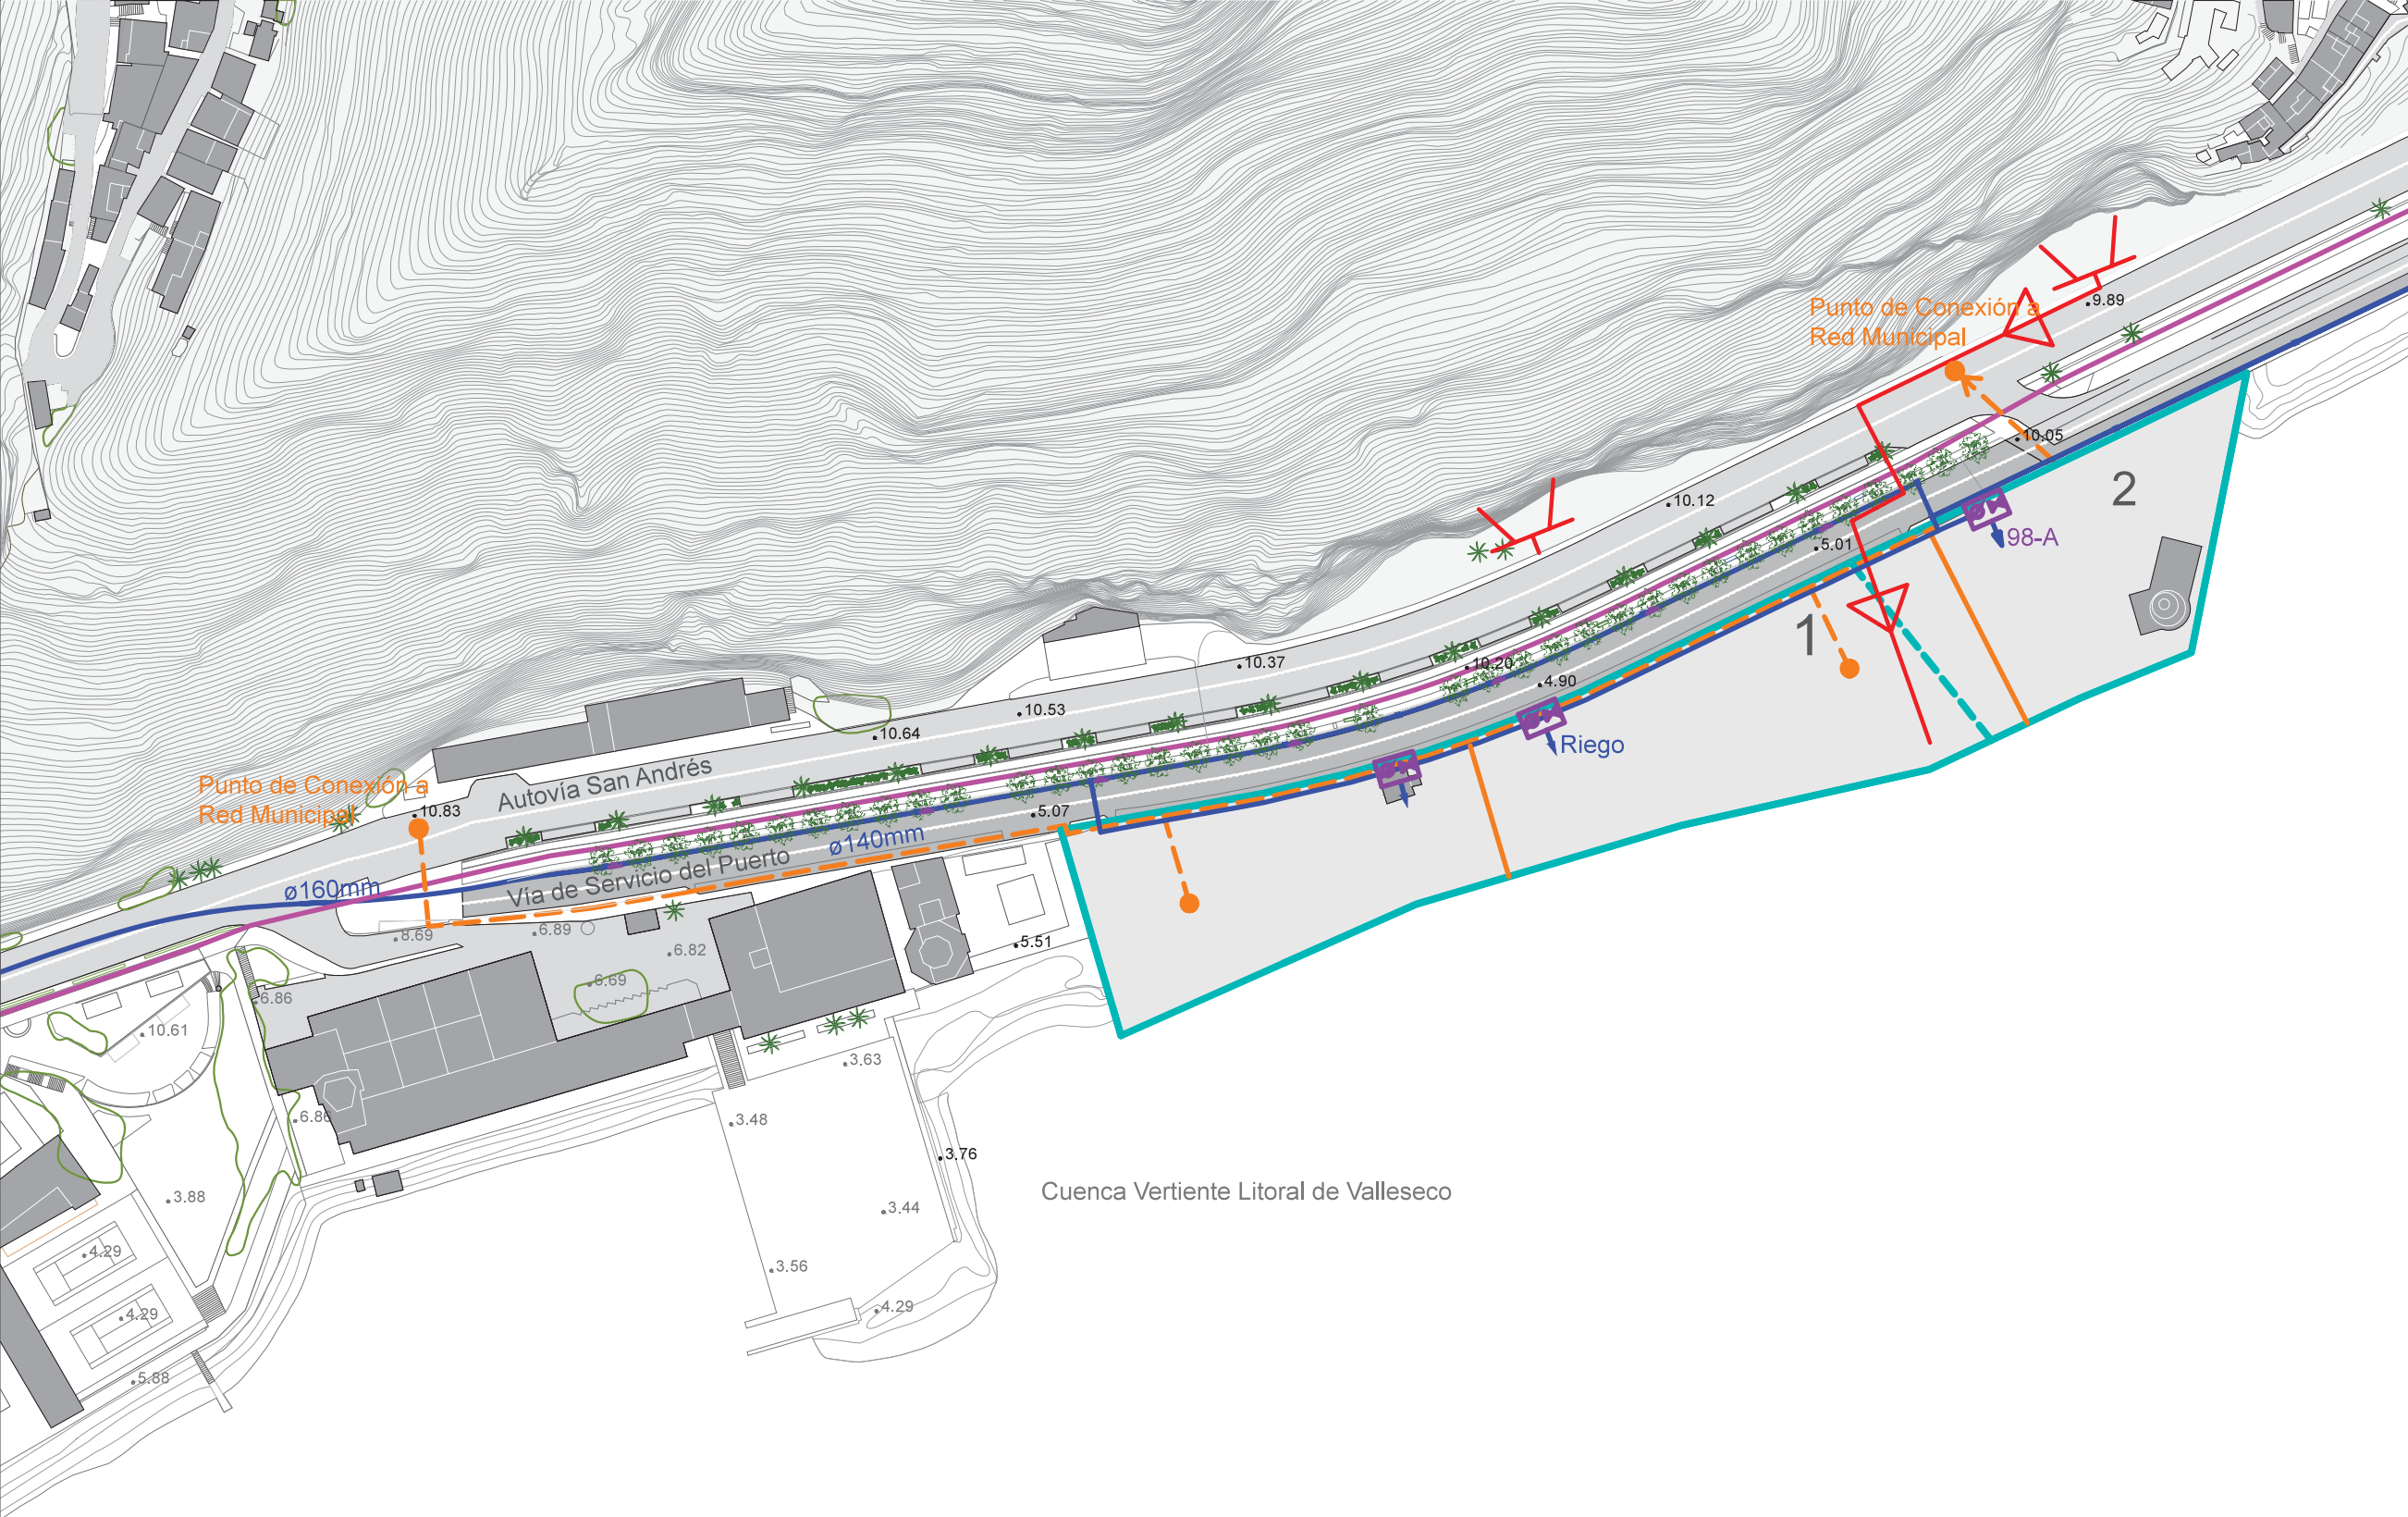 Punto de Conexión a
Red Municipal
9.89
10.05
2
10.12
98-A
5.01
1
10.37
10.20
4.90
10.53
10.64
Riego
Autovía San Andrés
Punto de Conexión a
Red Municipal
10.83
5.07
ø140mm
Vía de Servicio del Puerto
ø160mm
8.69
6.89
6.82
5.51
6.69
6.86
10.61
3.63
6.86
3.48
3.76
Cuenca Vertiente Litoral de Valleseco
3.88
3.44
4.29
3.56
4.29
4.29
5.88